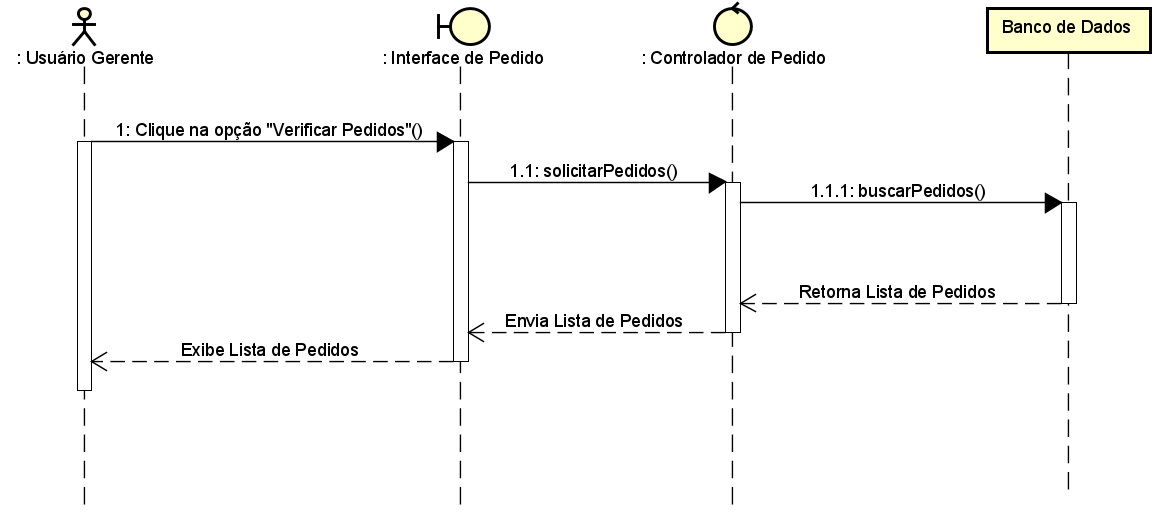 : Usuário Gerente
: Interface de Pedido
: Controlador de Pedido
Banco de Dados
1: Clique na opção "Verificar Pedidos"()
1.1: solicitarPedidos()
1.1.1: buscarPedidos()
Retorna Lista de Pedidos
Envia Lista de Pedidos
Exibe Lista de Pedidos